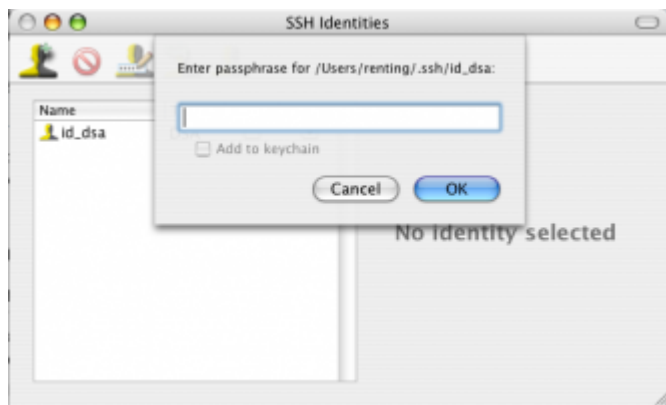 SSH Identities
Enter passphrase for /Users/renting/.ssh/id_dsa:
Add to keychain
Cancel OK
Name
id_dsa
No identity selected